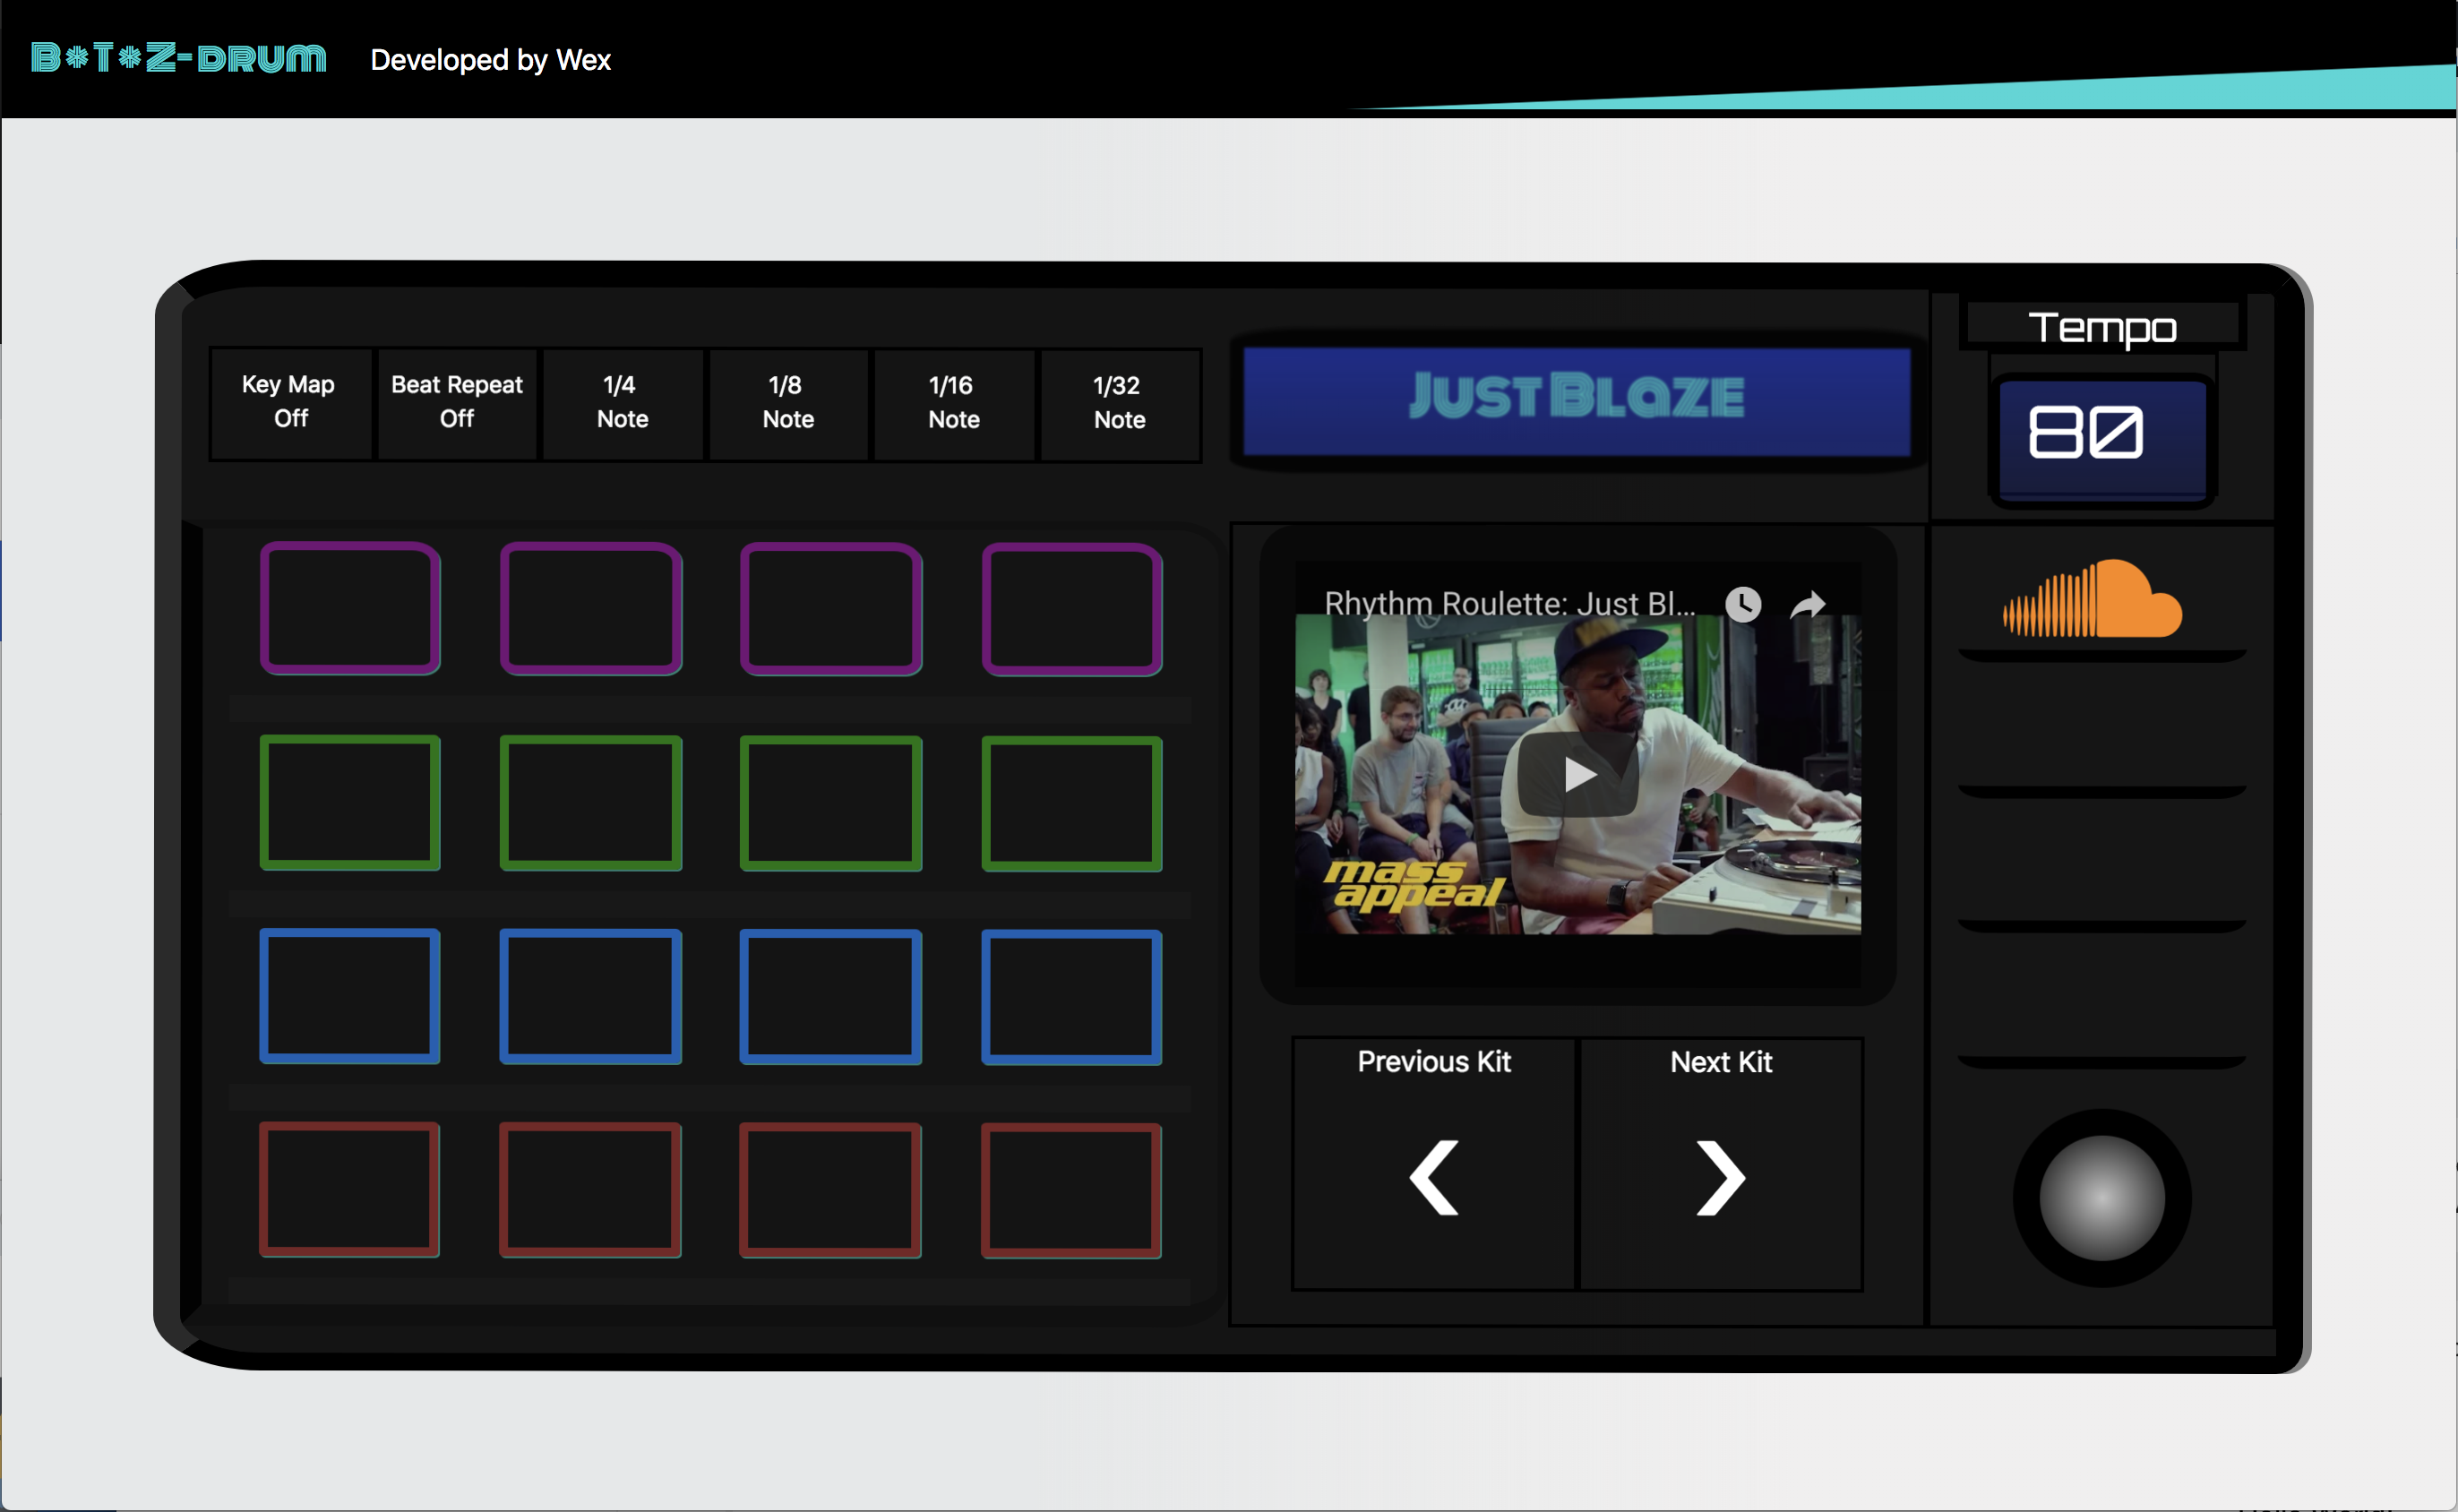 B*T*Z-DRUM
Developed by Wex
Key Map
Off
Beat Repeat
Off
1/4
Note
1/8
Note
1/16
Note
1/32
Note
JUST BLAZE
Tempo
80
Rhythm Roulette: Just Bl...
mass
appeal
Previous Kit
Next Kit